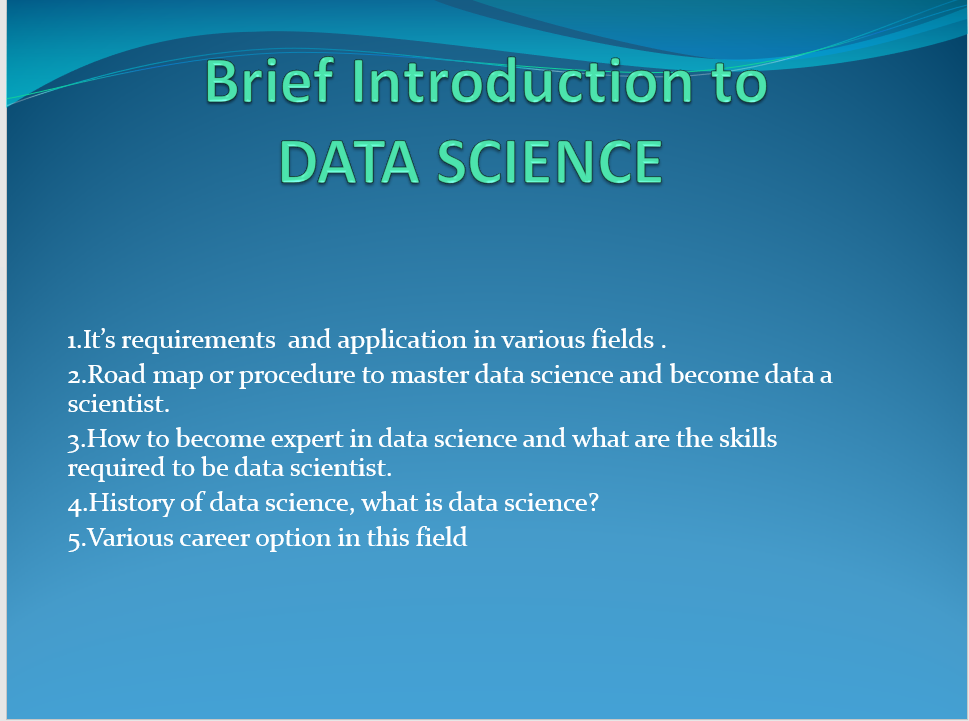 Brief Introduction to
DATA SCIENCE
1.It’s requirements  and application in various fields .
2.Road map or procedure to master data science and become data a
scientist.
3.How to become expert in data science and what are the skills
required to be data scientist.
4.History of data science, what is data science?
5.Various career option in this field